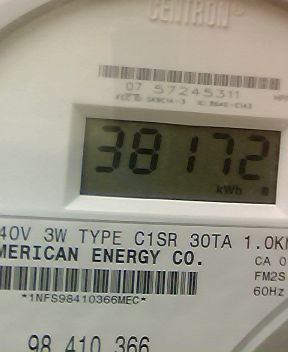 CENTRON®
07 57245311
38172
kWh
40V 3W TYPE C1SR 30TA 1.0K
MERICAN ENERGY CO.
CA 0
FM2S
60Hz
*1NFS98410366MEC*
98 410 366